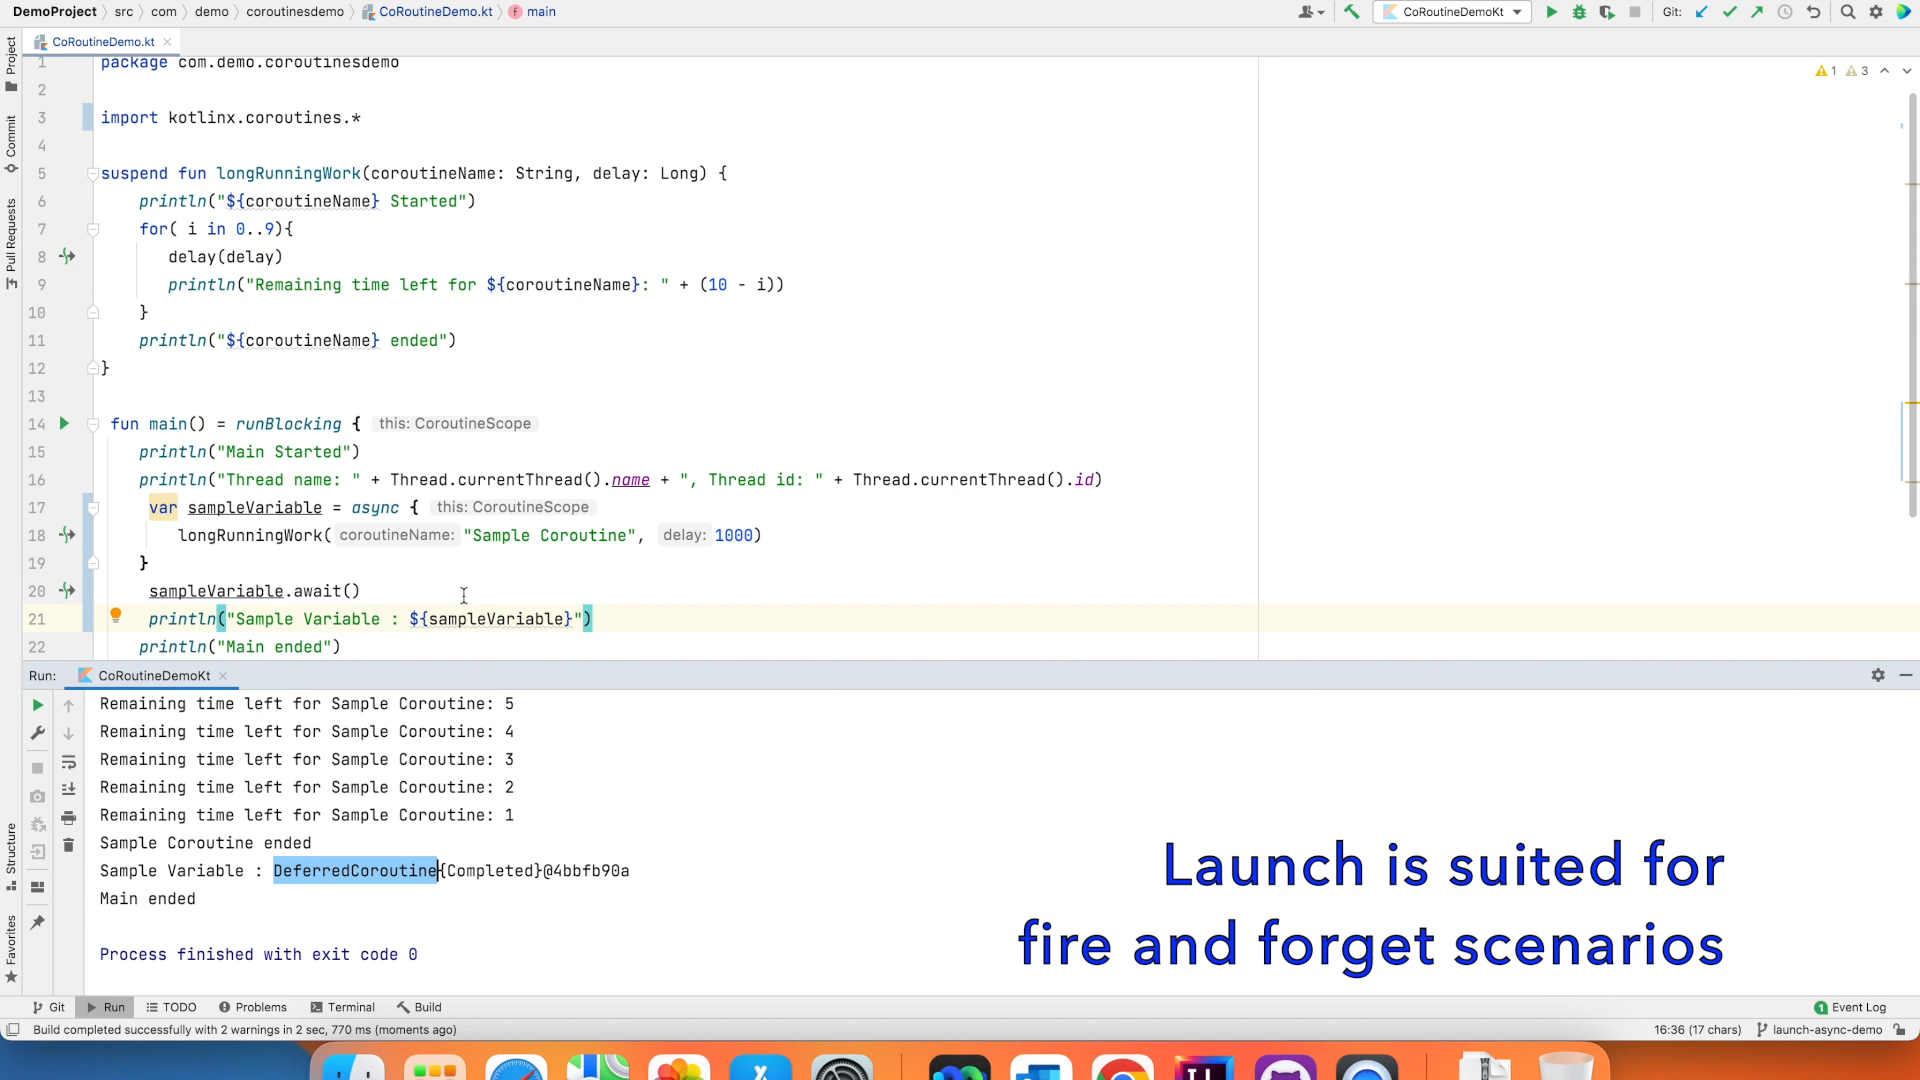 DemoProject src com demo coroutinesdemo CoRoutineDemo.kt main
CoRoutineDemoKt Git:
CoRoutineDemo.kt
Project
Commit
Pull Requests
Structure
Favorites
1 3
1 package com.demo.coroutinesdemo
2
3 import kotlinx.coroutines.*
4
5 suspend fun longRunningWork(coroutineName: String, delay: Long) {
6 println("${coroutineName} Started")
7 for( i in 0..9){
8 delay(delay)
9 println("Remaining time left for ${coroutineName}: " + (10 - i))
10 }
11 println("${coroutineName} ended")
12 }
13
14 fun main() = runBlocking { this: CoroutineScope
15 println("Main Started")
16 println("Thread name: " + Thread.currentThread().name + ", Thread id: " + Thread.currentThread().id)
17 var sampleVariable = async { this: CoroutineScope
18 longRunningWork( coroutineName: "Sample Coroutine", delay: 1000)
19 }
20 sampleVariable.await()
21 println("Sample Variable : ${sampleVariable}")
22 println("Main ended")
Run: CoRoutineDemoKt
Remaining time left for Sample Coroutine: 5
Remaining time left for Sample Coroutine: 4
Remaining time left for Sample Coroutine: 3
Remaining time left for Sample Coroutine: 2
Remaining time left for Sample Coroutine: 1
Sample Coroutine ended
Sample Variable : DeferredCoroutine{Completed}@4bbfb90a
Main ended
Process finished with exit code 0
Launch is suited for
fire and forget scenarios
Git Run TODO Problems Terminal Build 1 Event Log
Build completed successfully with 2 warnings in 2 sec, 770 ms (moments ago) 16:36 (17 chars) launch-async-demo